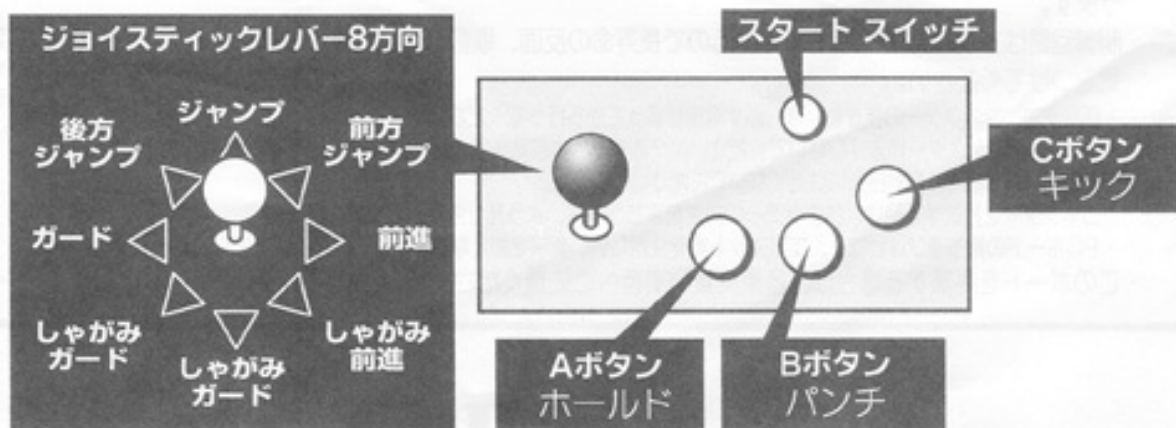 ジョイスティックレバー8方向
ジャンプ
後方
ジャンプ
前方
ジャンプ
ガード
前進
しゃがみ
ガード
しゃがみ
ガード
しゃがみ
前進
スタート スイッチ
Cボタン
キック
Aボタン
ホールド
Bボタン
パンチ